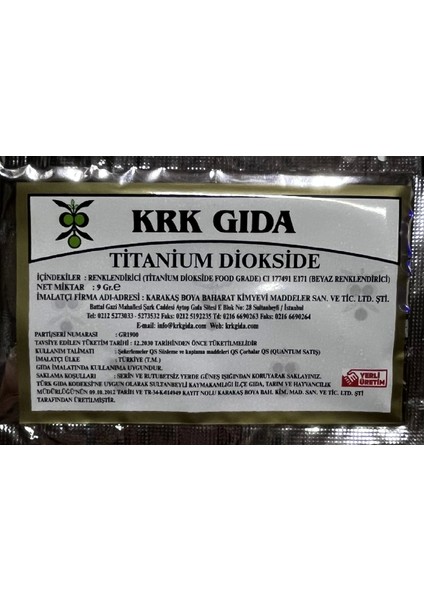 KRK GIDA
TİTANİUM DİOKSİDE
İÇİNDEKİLER : RENKLENDİRİCİ (TİTANİUM DİOKSİDE FOOD GRADE) CI 177491 E171 (BEYAZ RENKLENDİRİCİ)
NET MİKTAR : 9 Gr.e
İMALATÇI FİRMA ADI-ADRESİ : KARAKAŞ BOYA BAHARAT KİMYEVİ MADDELER SAN. VE TİC. LTD. ŞTİ.
Battal Gazi Mahallesi Şark Caddesi Aytop Gıda Sitesi E Blok No: 28 Sultanbeyli / İstanbul
Tel: 0212 5273033 - 5273532 Faks: 0212 5192235 Td: 0216 6690263 Faks: 0216 6690264
E-mail: info@krkgida.com Web: krkgida.com
PARTİ/SERİ NUMARASI : GR1900
TAVSİYE EDİLEN TÜKETİM TARİHİ : 12.2030 TARİHİNDEN ÖNCE TÜKETİLMELİDİR
KULLANIM TALİMATI : Şekerlemeler QS Süsleme ve kaplama maddeleri QS Çorbalar QS (QUANTUM SATIŞ)
İMALATÇI ÜLKE : TÜRKİYE (T.M.)
GIDA İMALATINDA KULLANIMA UYGUNDUR.
SAKLAMA KOŞULLARI : SERİN VE RUTUBETSİZ YERDE GÜNEŞ IŞIĞINDAN KORUYARAK SAKLAYINIZ.
TÜRK GIDA KODEKSİNE UYGUN OLARAK SULTANBEYLİ KAYMAKAMLIĞI İLÇE GIDA, TARIM VE HAYVANCILIK
MÜDÜRLÜĞÜNÜN 09.10.2012 TARİH VE TR-34-K-014949 KAYIT NOLU KARAKAŞ BOYA BAH. KİM. MAD. SAN. VE TİC. LTD. ŞTİ
TARAFINDAN ÜRETİLMİŞTİR.
YERLİ
ÜRETİM